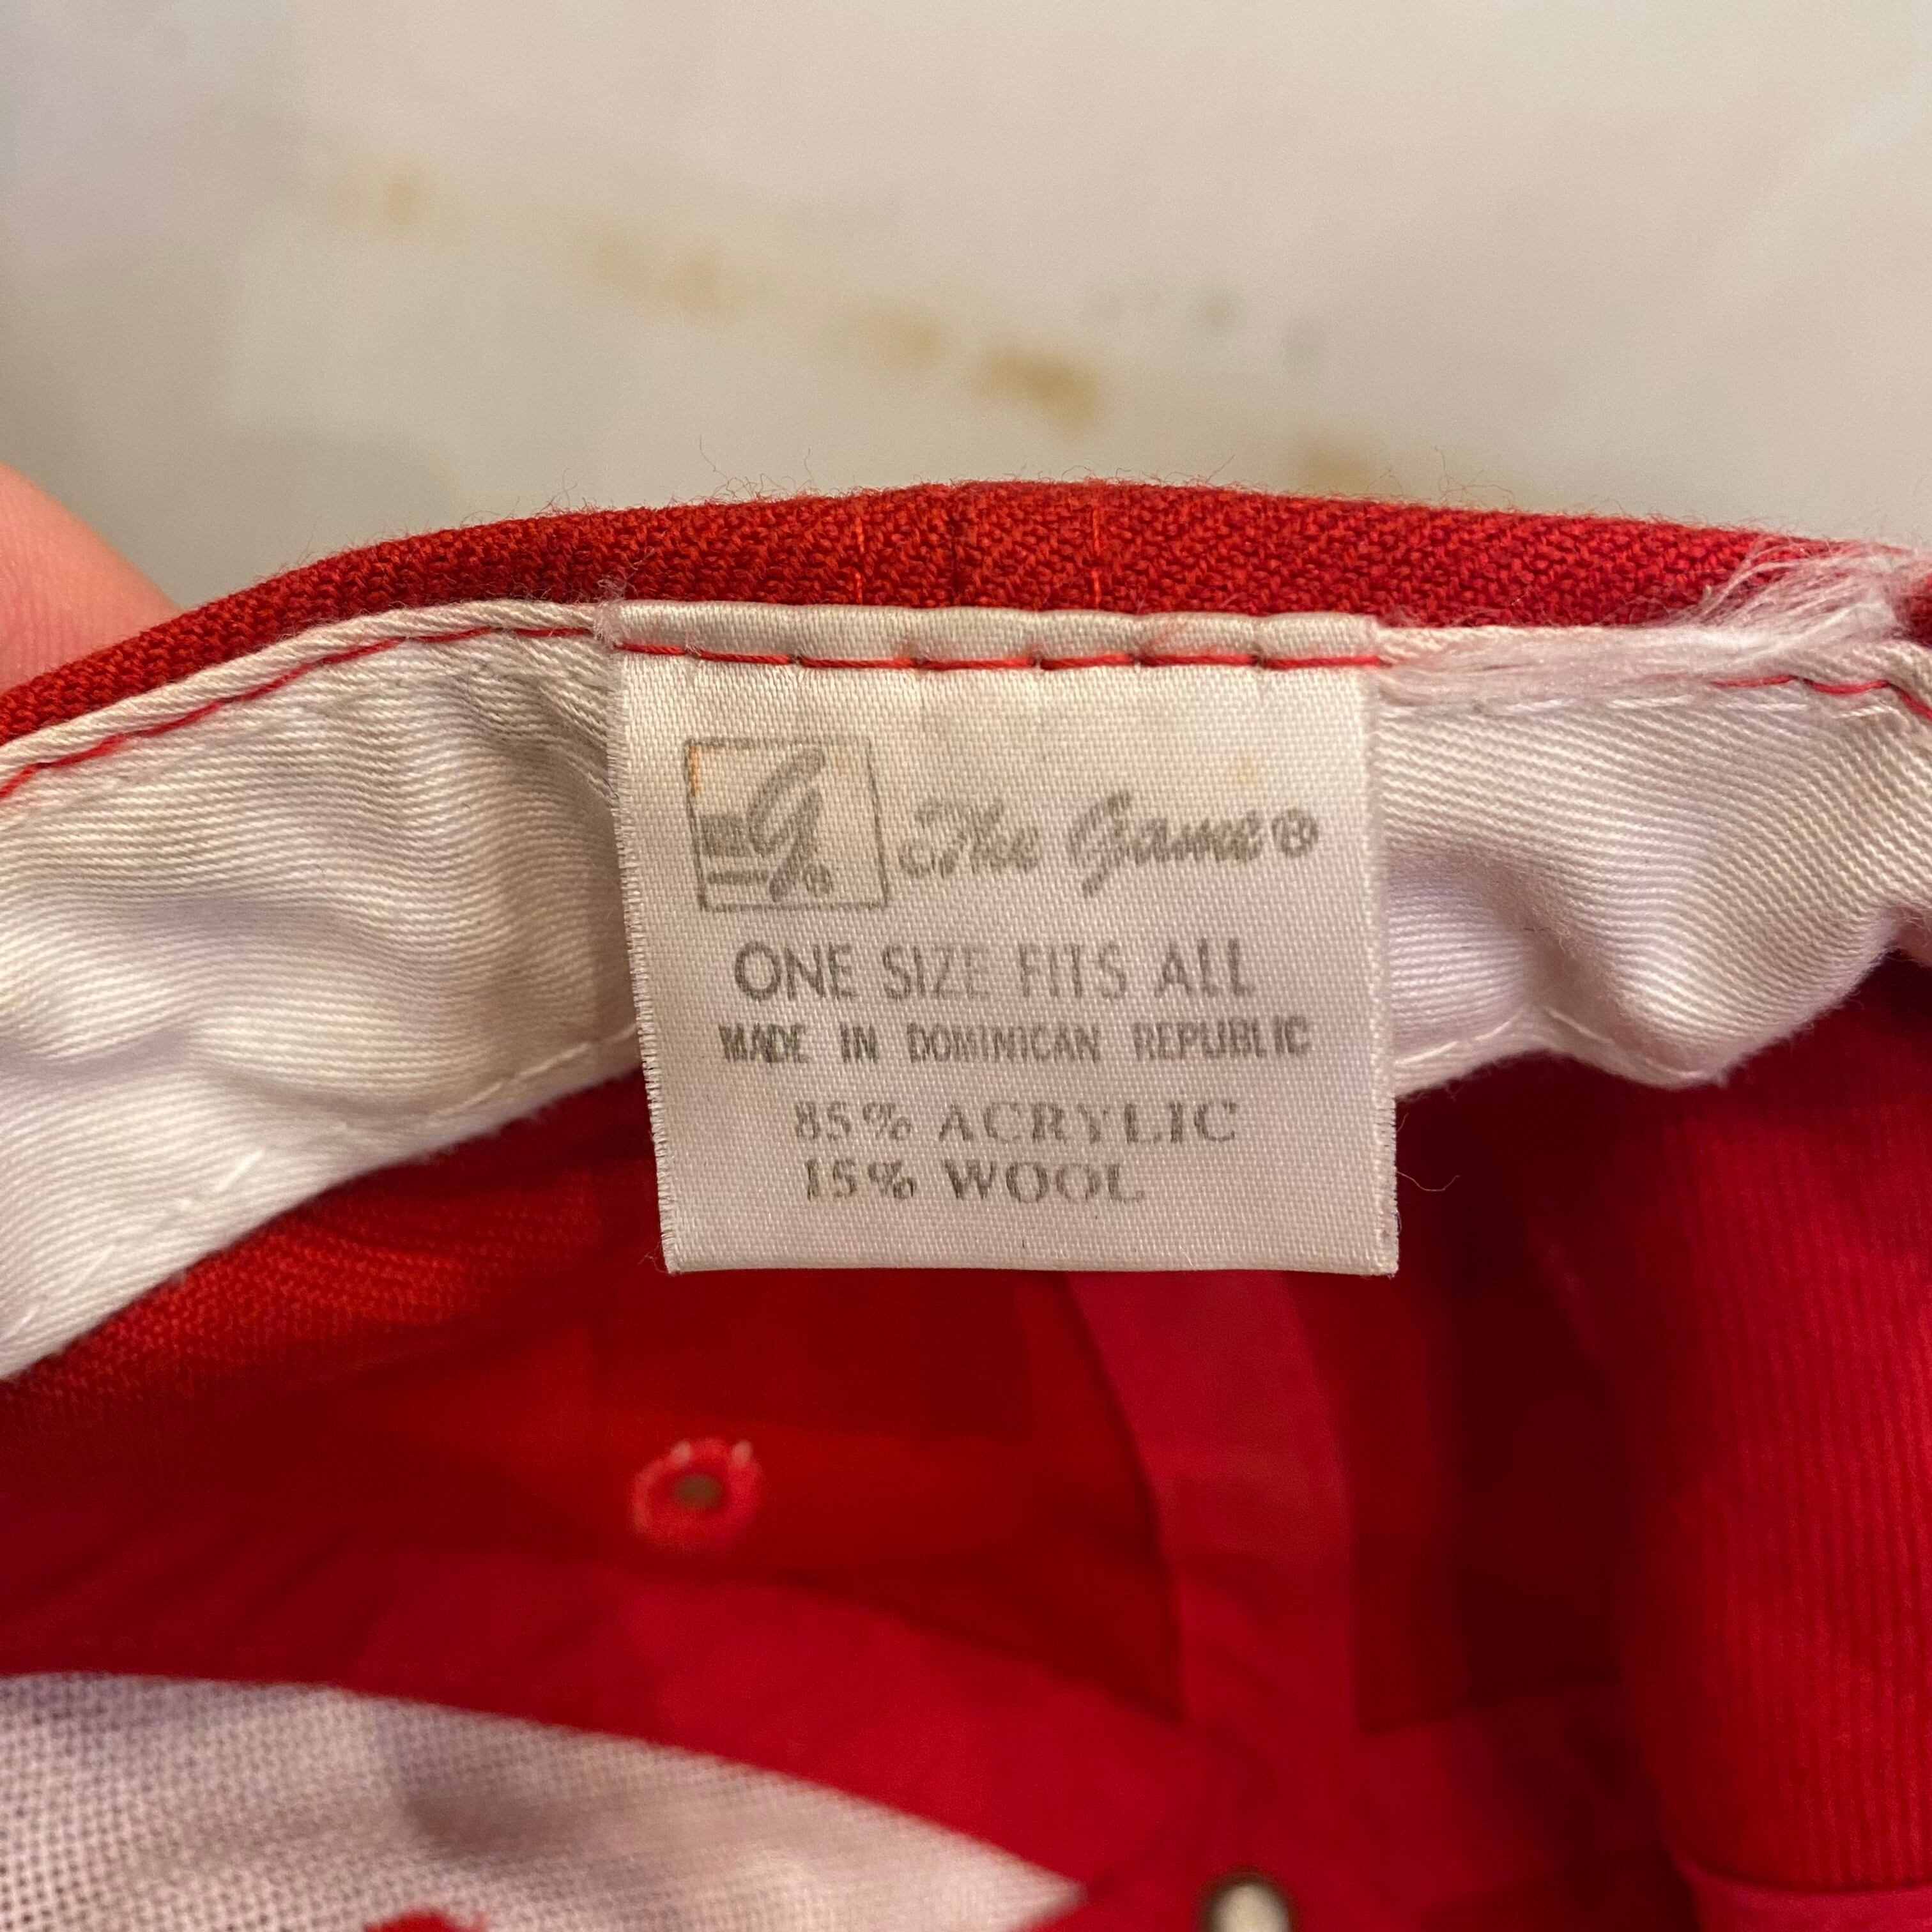 The Game®
ONE SIZE FITS ALL
MADE IN DOMINICAN REPUBLIC
85% ACRYLIC
15% WOOL